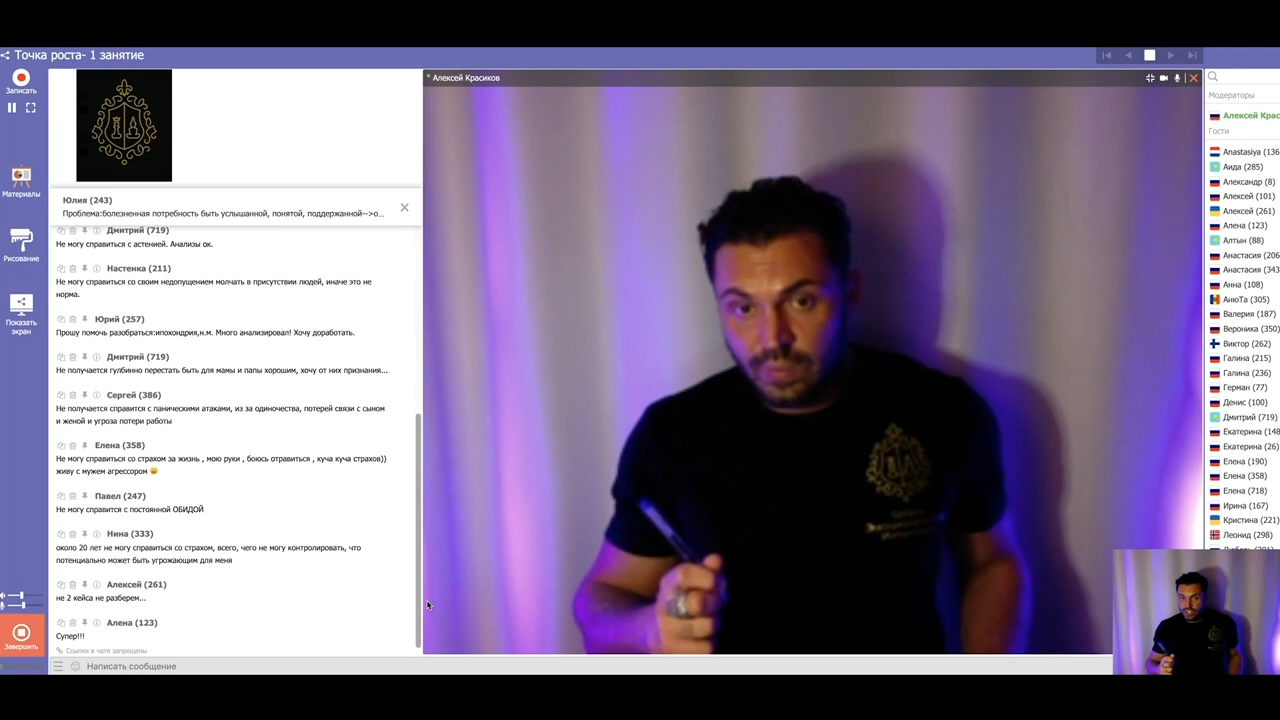 Точка роста- 1 занятие
Записать
Материалы
Рисование
Показать
экран
Завершить
Юлия (243)
Проблема:болезненная потребность быть услышанной, понятой, поддержанной-->о...
Дмитрий (719)
Не могу справиться с астенией. Анализы ок.
Настенка (211)
Не могу справиться со своим недопущением молчать в присутствии людей, иначе это не
норма.
Юрий (257)
Прошу помочь разобраться:ипохондрия,н.м. Много анализировал! Хочу доработать.
Дмитрий (719)
Не получается гулбинно перестать быть для мамы и папы хорошим, хочу от них признания...
Сергей (386)
Не получается справится с паническими атаками, из за одиночества, потерей связи с сыном
и женой и угроза потери работы
Елена (358)
Не могу справиться со страхом за жизнь , мою руки , боюсь отравиться , куча куча страхов))
живу с мужем агрессором
Павел (247)
Не могу справится с постоянной ОБИДОЙ
Нина (333)
около 20 лет не могу справиться со страхом, всего, чего не могу контролировать, что
потенциально может быть угрожающим для меня
Алексей (261)
не 2 кейса не разберем...
Алена (123)
Супер!!!
Ссылки в чате запрещены
Написать сообщение
Алексей Красиков
Модераторы
Алексей Крас
Гости
Anastasiya (136
Аида (285)
Александр (8)
Алексей (101)
Алексей (261)
Алена (123)
Алтын (88)
Анастасия (206
Анастасия (343
Анна (108)
АнюТа (305)
Валерия (187)
Вероника (350)
Виктор (262)
Галина (215)
Галина (236)
Герман (77)
Денис (100)
Дмитрий (719)
Екатерина (148
Екатерина (26)
Елена (190)
Елена (358)
Елена (718)
Ирина (167)
Кристина (221)
Леонид (298)